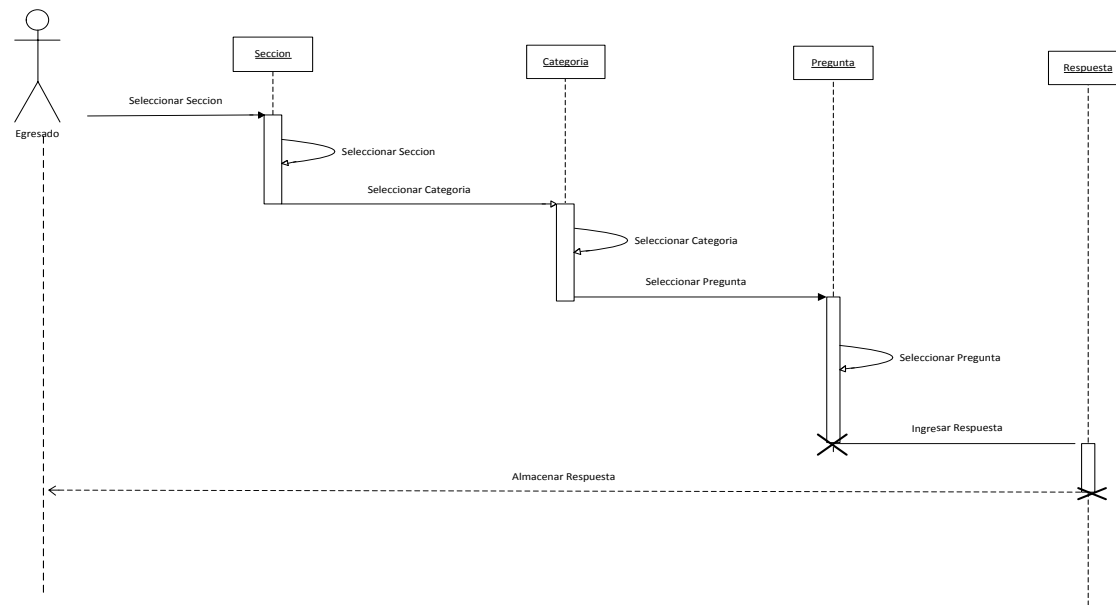 Seccion
Categoria
Pregunta
Respuesta
Egresado
Seleccionar Seccion
Seleccionar Seccion
Seleccionar Categoria
Seleccionar Categoria
Seleccionar Pregunta
Seleccionar Pregunta
Ingresar Respuesta
Almacenar Respuesta